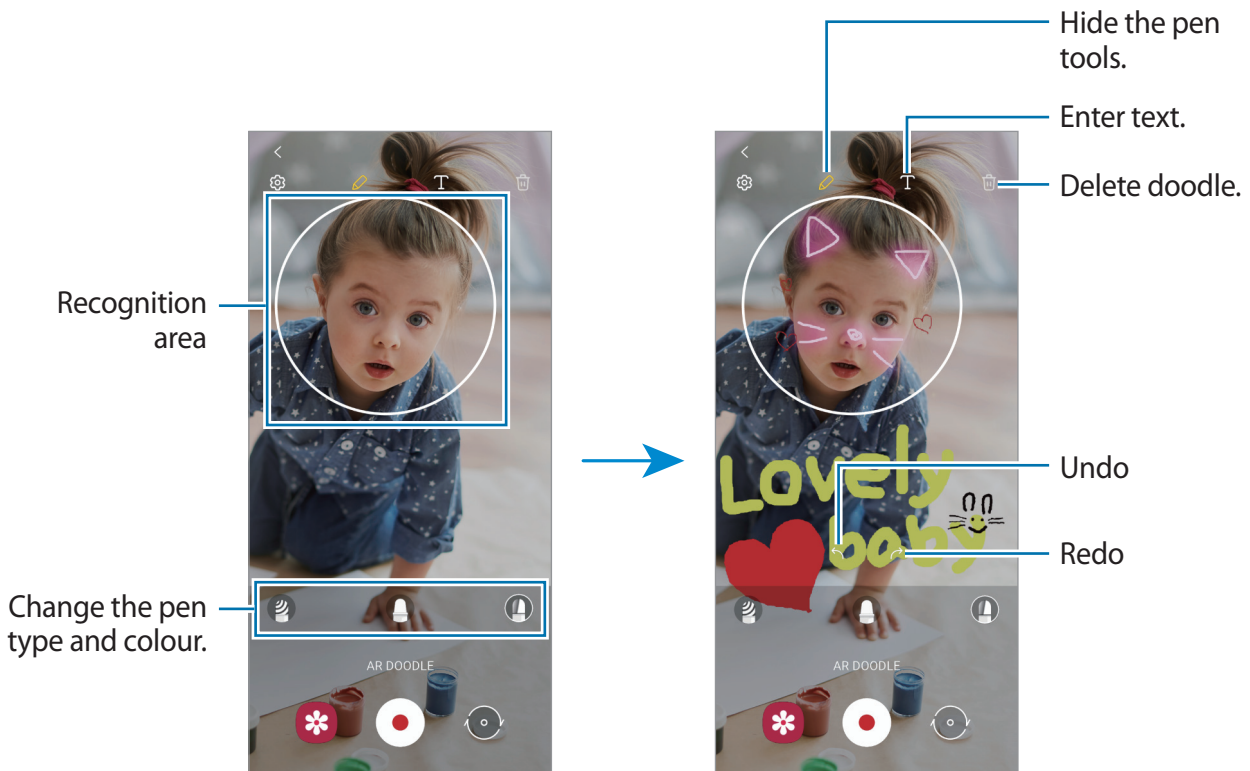 Hide the pen
tools.
Enter text.
T
T
Delete doodle.
Recognition
area
Lovely
baby
Undo
Redo
Change the pen
type and colour.
AR DOODLE
AR DOODLE